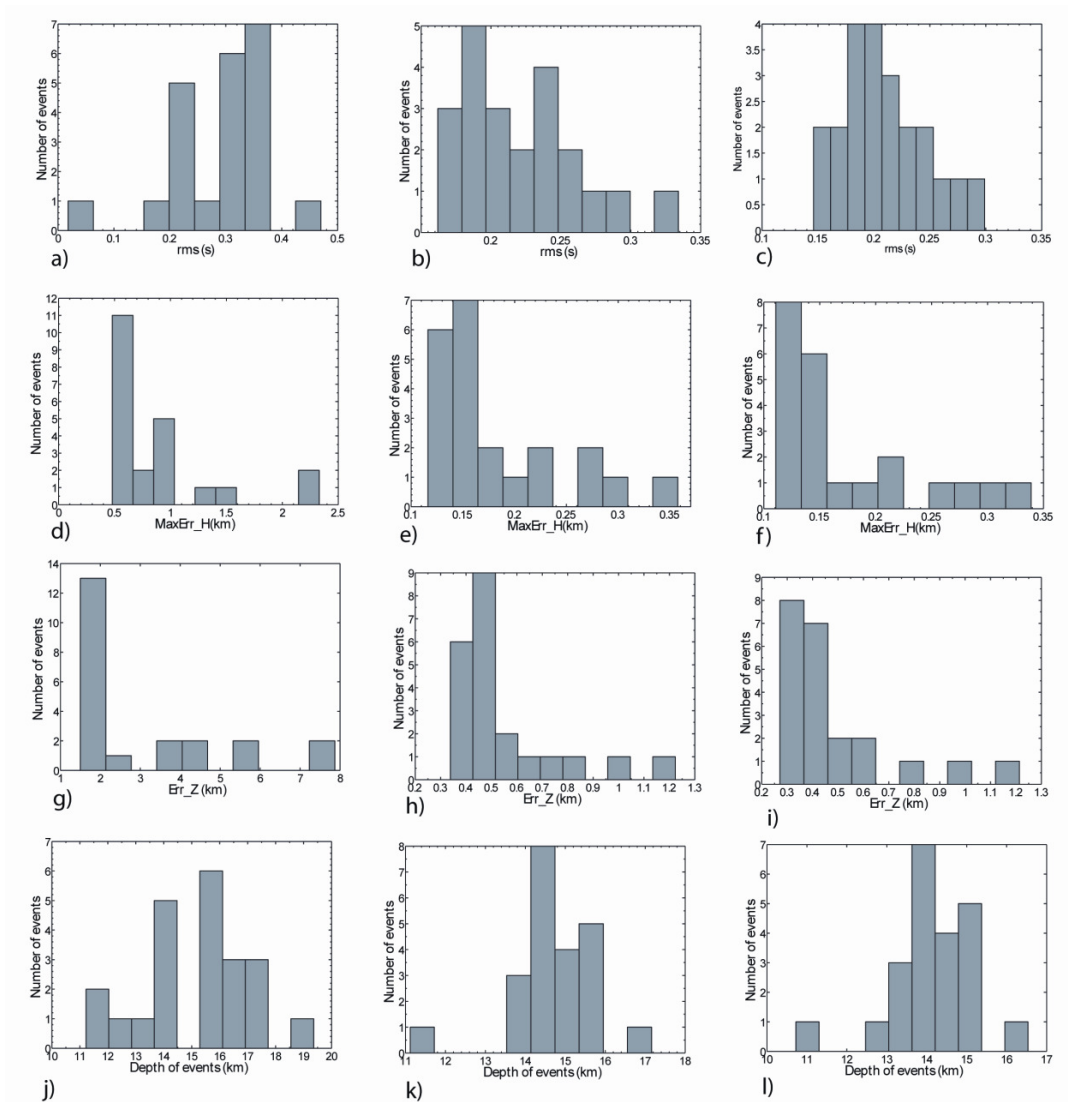 7
6
5
4
3
2
1
0
Number of events
0 0.1 0.2 0.3 0.4 0.5
rms (s)
a)
5
4
3
2
1
0
Number of events
0.2 0.25 0.3 0.35
rms (s)
b)
4
3.5
3
2.5
2
1.5
1
0.5
0
Number of events
0.1 0.15 0.2 0.25 0.3 0.35
rms (s)
c)
12
11
10
9
8
7
6
5
4
3
2
1
0
Number of events
0 0.5 1 1.5 2 2.5
MaxErr_H(km)
d)
7
6
5
4
3
2
1
0
Number of events
0.1 0.15 0.2 0.25 0.3 0.35
MaxErr_H(km)
e)
8
7
6
5
4
3
2
1
0
Number of events
0.1 0.15 0.2 0.25 0.3 0.35
MaxErr_H(km)
f)
14
12
10
8
6
4
2
0
Number of events
1 2 3 4 5 6 7 8
Err_Z (km)
g)
9
8
7
6
5
4
3
2
1
0
Number of events
0.2 0.3 0.4 0.5 0.6 0.7 0.8 0.9 1 1.1 1.2 1.3
Err_Z (km)
h)
9
8
7
6
5
4
3
2
1
0
Number of events
0.2 0.3 0.4 0.5 0.6 0.7 0.8 0.9 1 1.1 1.2 1.3
Err_Z (km)
i)
7
6
5
4
3
2
1
0
Number of events
10 11 12 13 14 15 16 17 18 19 20
Depth of events (km)
j)
8
7
6
5
4
3
2
1
0
Number of events
11 12 13 14 15 16 17 18
Depth of events (km)
k)
7
6
5
4
3
2
1
0
Number of events
10 11 12 13 14 15 16 17
Depth of events (km)
l)